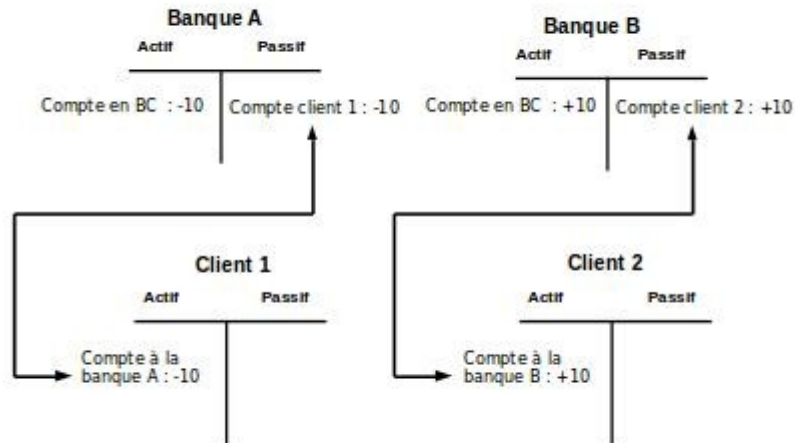 Banque A
Actif Passif
Compte en BC : -10 Compte client 1 : -10
Banque B
Actif Passif
Compte en BC : +10 Compte client 2 : +10
Client 1
Actif Passif
Compte à la
banque A : -10
Client 2
Actif Passif
Compte à la
banque B : +10